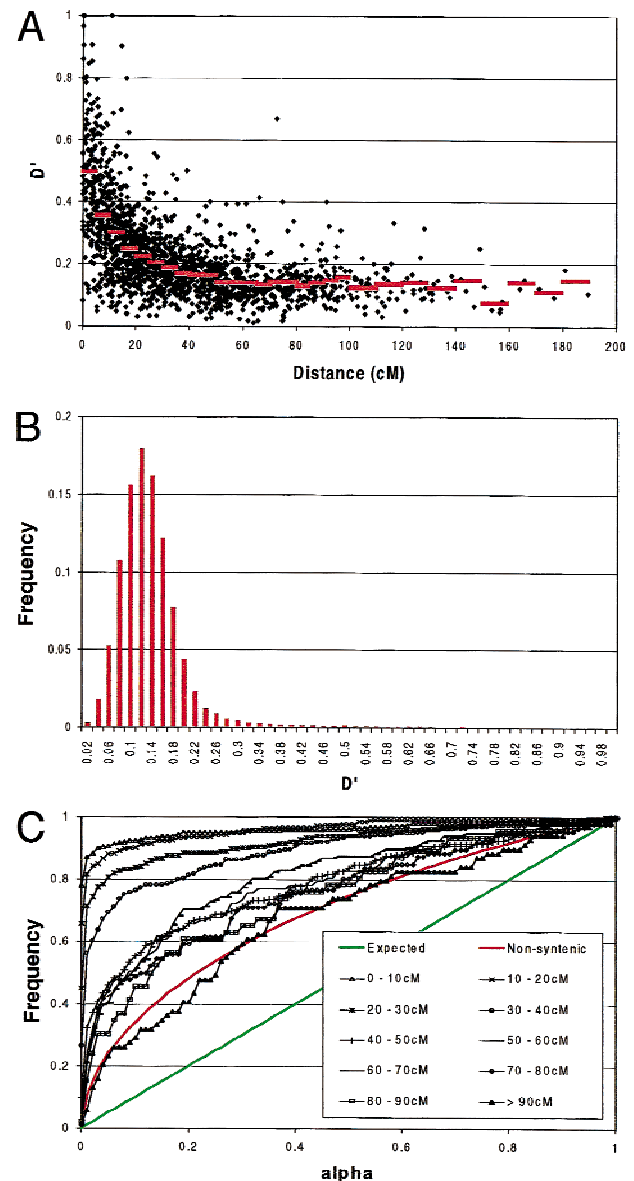 A
1
0.8
0.6
0.4
0.2
0
D'
0 20 40 60 80 100 120 140 160 180 200
Distance (cM)
B
0.2
0.15
0.1
0.05
0
Frequency
0.02 0.06 0.1 0.14 0.18 0.22 0.26 0.3 0.34 0.38 0.42 0.46 0.5 0.54 0.58 0.62 0.66 0.7 0.74 0.78 0.82 0.86 0.9 0.94 0.98
D'
C
1
0.8
0.6
0.4
0.2
0
Frequency
Expected Non-syntenic
0 - 10cM 10 - 20cM
20 - 30cM 30 - 40cM
40 - 50cM 50 - 60cM
60 - 70cM 70 - 80cM
80 - 90cM > 90cM
0 0.2 0.4 0.6 0.8 1
alpha